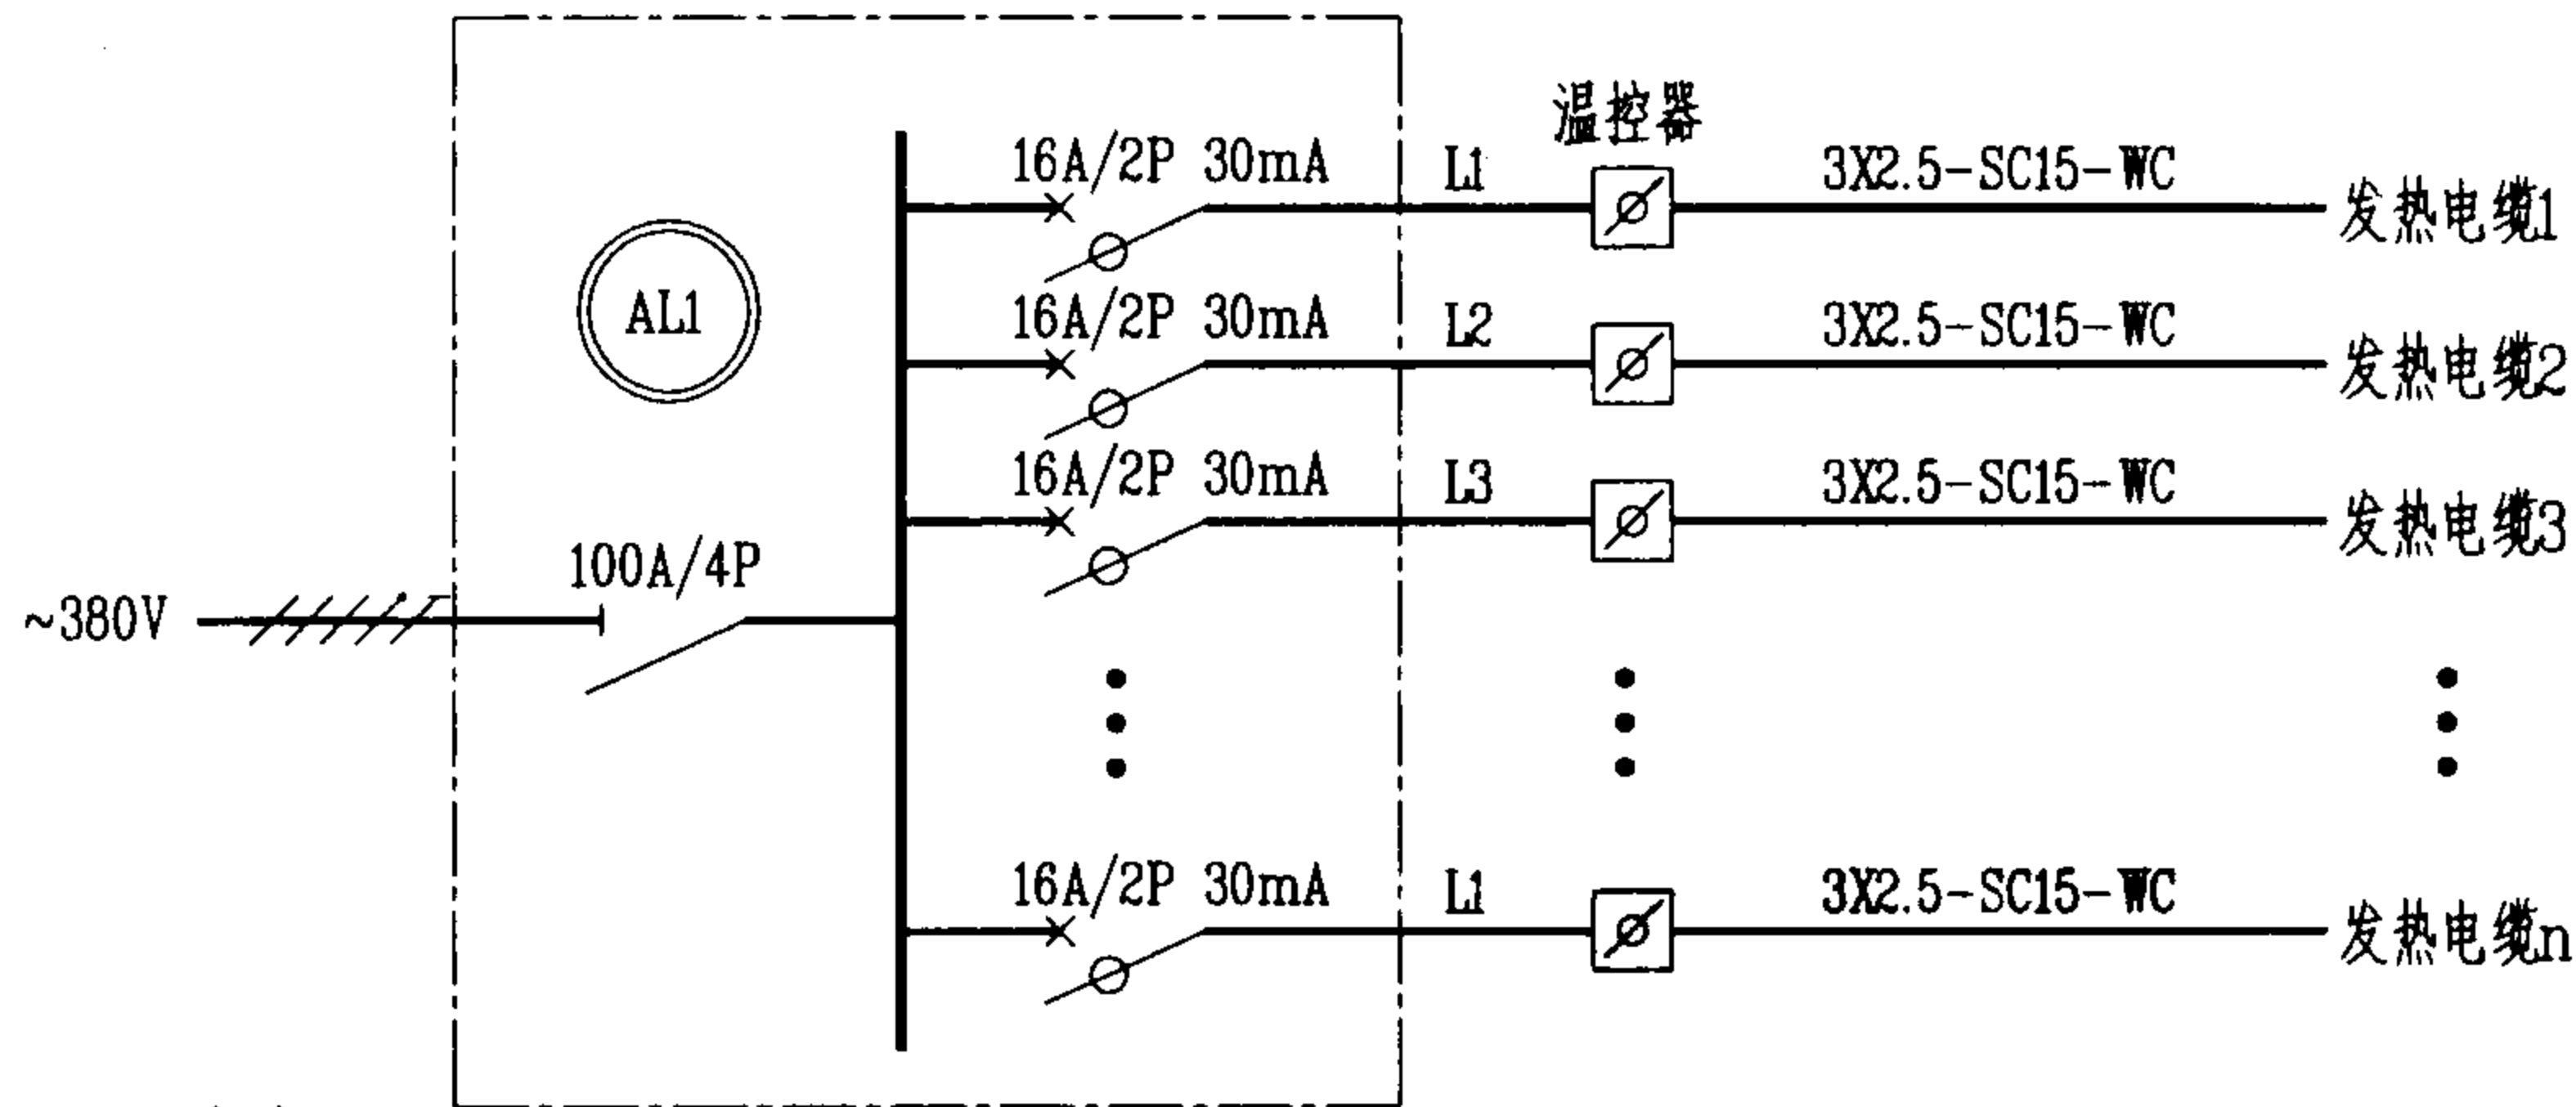 温控器
16A/2P 30mA L1 3X2.5-SC15-WC
发热电缆1
AL1
16A/2P 30mA L2 3X2.5-SC15-WC
发热电缆2
16A/2P 30mA L3 3X2.5-SC15-WC
发热电缆3
100A/4P
~380V
16A/2P 30mA L1 3X2.5-SC15-WC
发热电缆n